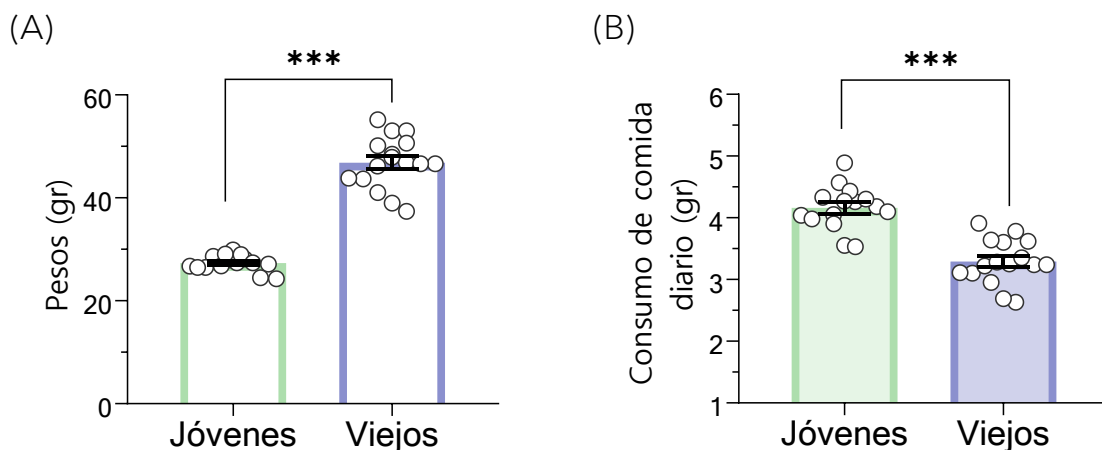 (A)
***
60
40
20
0
Pesos (gr)
Jóvenes
Viejos
(B)
***
6
5
4
3
2
1
Consumo de comida
diario (gr)
Jóvenes
Viejos